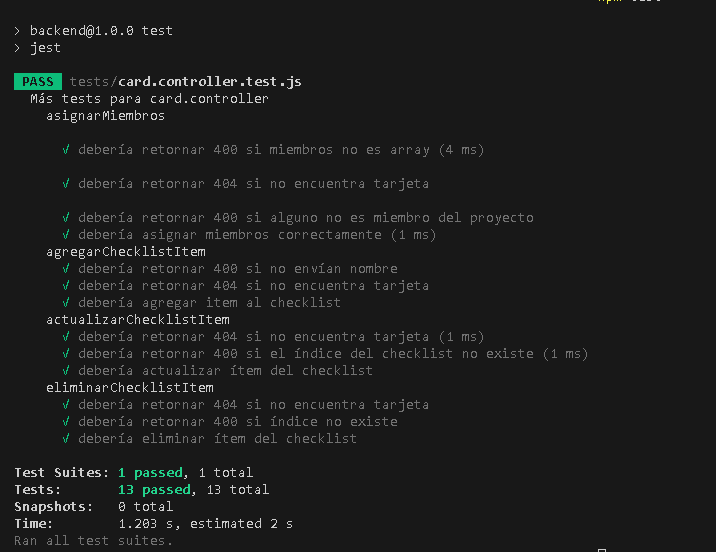 > backend@1.0.0 test
> jest
PASS tests/card.controller.test.js
Más tests para card.controller
asignarMiembros
√ debería retornar 400 si miembros no es array (4 ms)
√ debería retornar 404 si no encuentra tarjeta
√ debería retornar 400 si alguno no es miembro del proyecto
√ debería asignar miembros correctamente (1 ms)
agregarChecklistItem
√ debería retornar 400 si no envían nombre
√ debería retornar 404 si no encuentra tarjeta
√ debería agregar item al checklist
actualizarChecklistItem
√ debería retornar 404 si no encuentra tarjeta (1 ms)
√ debería retornar 400 si el índice del checklist no existe (1 ms)
√ debería actualizar ítem del checklist
eliminarChecklistItem
√ debería retornar 404 si no encuentra tarjeta
√ debería retornar 400 si índice no existe
√ debería eliminar ítem del checklist
Test Suites: 1 passed, 1 total
Tests: 13 passed, 13 total
Snapshots: 0 total
Time: 1.203 s, estimated 2 s
Ran all test suites.